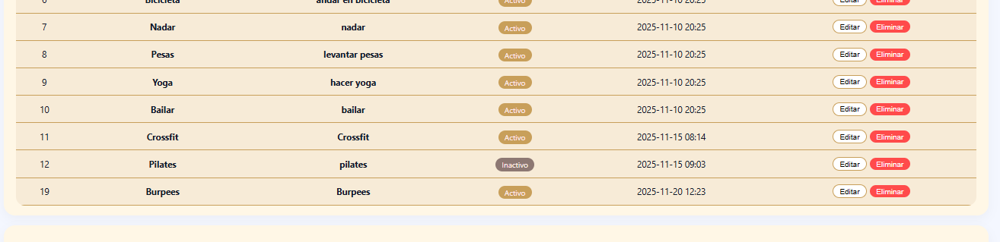 6 Bicicleta andar en bicicleta Activo 2025-11-10 20:25 Editar Eliminar
7 Nadar nadar Activo 2025-11-10 20:25 Editar Eliminar
8 Pesas levantar pesas Activo 2025-11-10 20:25 Editar Eliminar
9 Yoga hacer yoga Activo 2025-11-10 20:25 Editar Eliminar
10 Bailar bailar Activo 2025-11-10 20:25 Editar Eliminar
11 Crossfit Crossfit Activo 2025-11-15 08:14 Editar Eliminar
12 Pilates pilates Inactivo 2025-11-15 09:03 Editar Eliminar
19 Burpees Burpees Activo 2025-11-20 12:23 Editar Eliminar